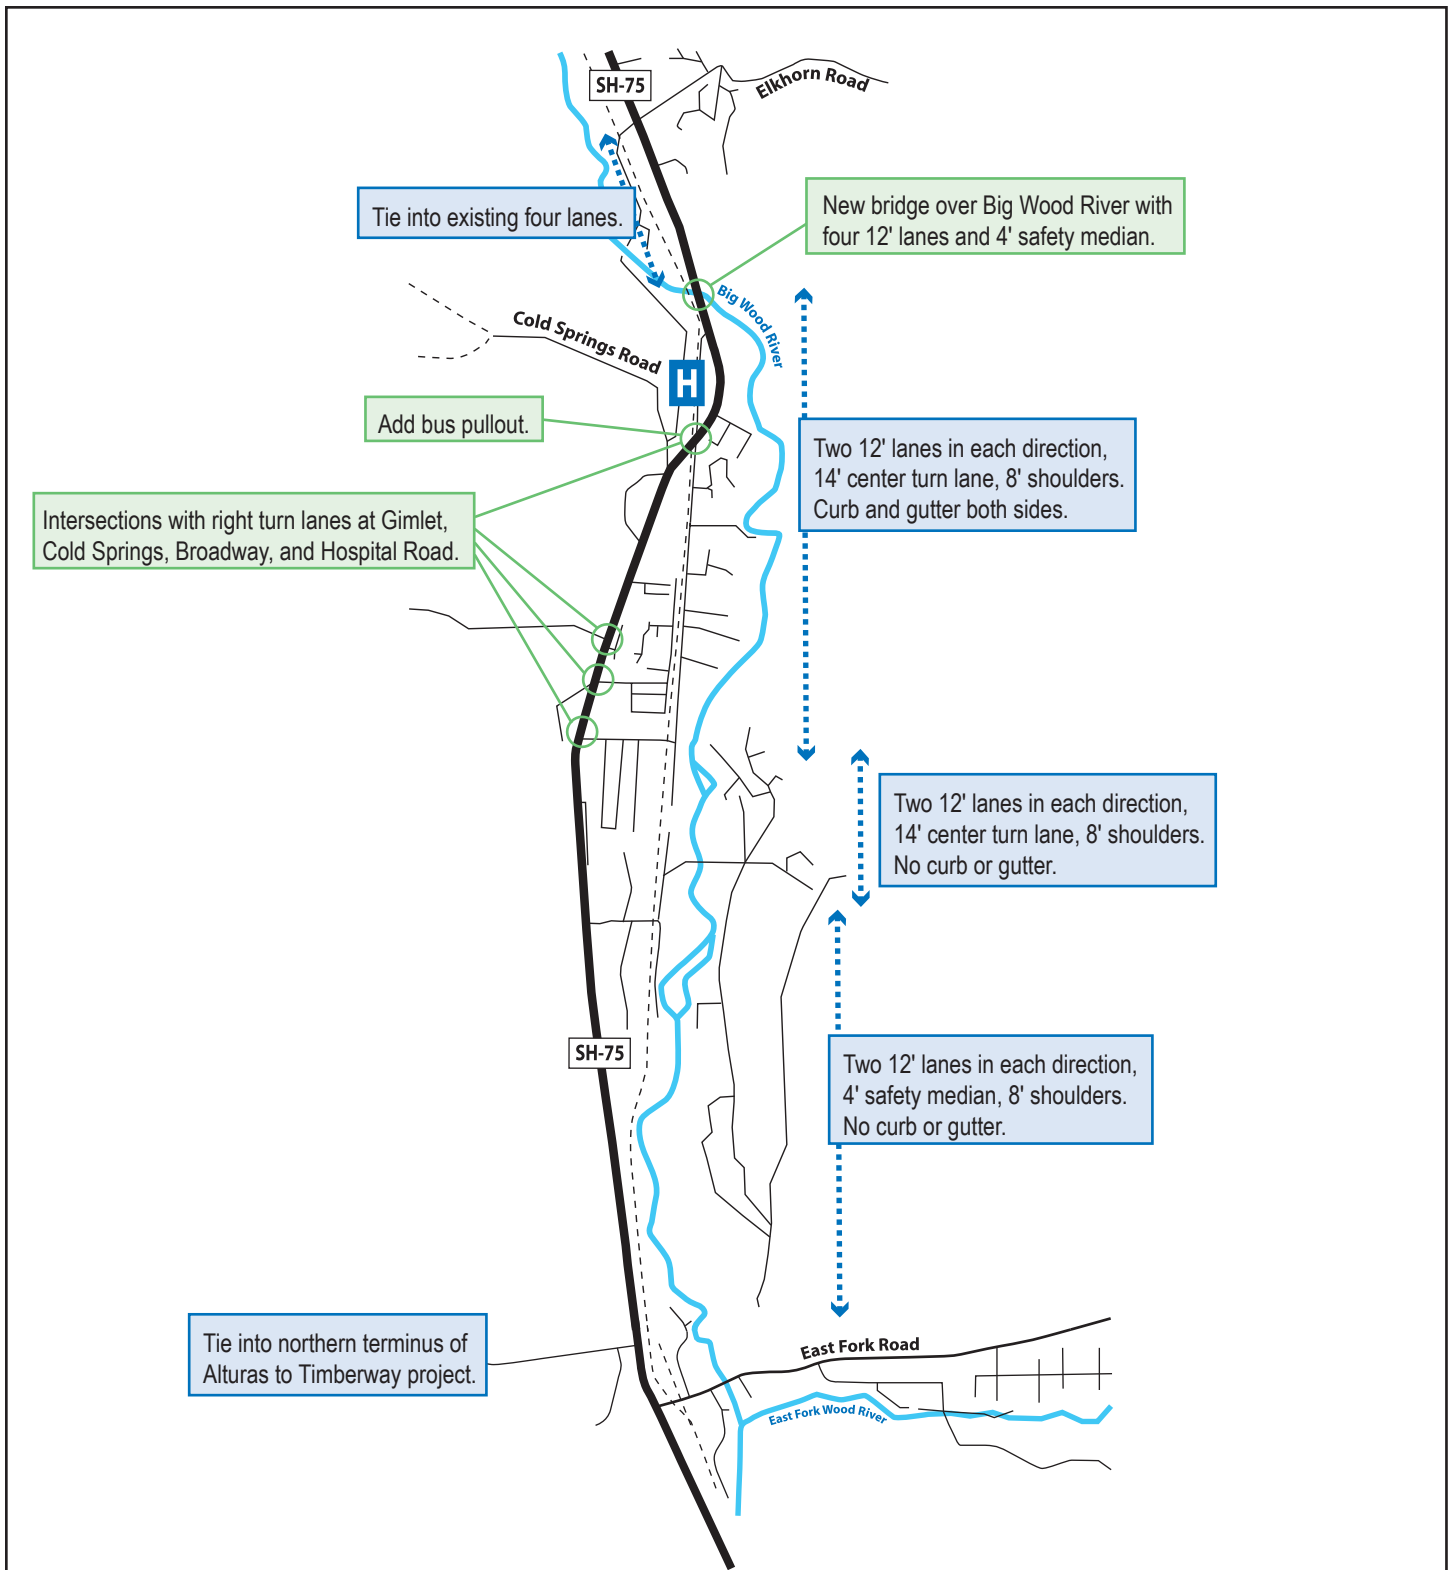 SH-75
Elkhorn Road
Tie into existing four lanes.
New bridge over Big Wood River with
four 12' lanes and 4' safety median.
Big Wood River
Cold Springs Road
H
Add bus pullout.
Two 12' lanes in each direction,
14' center turn lane, 8' shoulders.
Curb and gutter both sides.
Intersections with right turn lanes at Gimlet,
Cold Springs, Broadway, and Hospital Road.
Two 12' lanes in each direction,
14' center turn lane, 8' shoulders.
No curb or gutter.
SH-75
Two 12' lanes in each direction,
4' safety median, 8' shoulders.
No curb or gutter.
Tie into northern terminus of
Alturas to Timberway project.
East Fork Road
East Fork Wood River